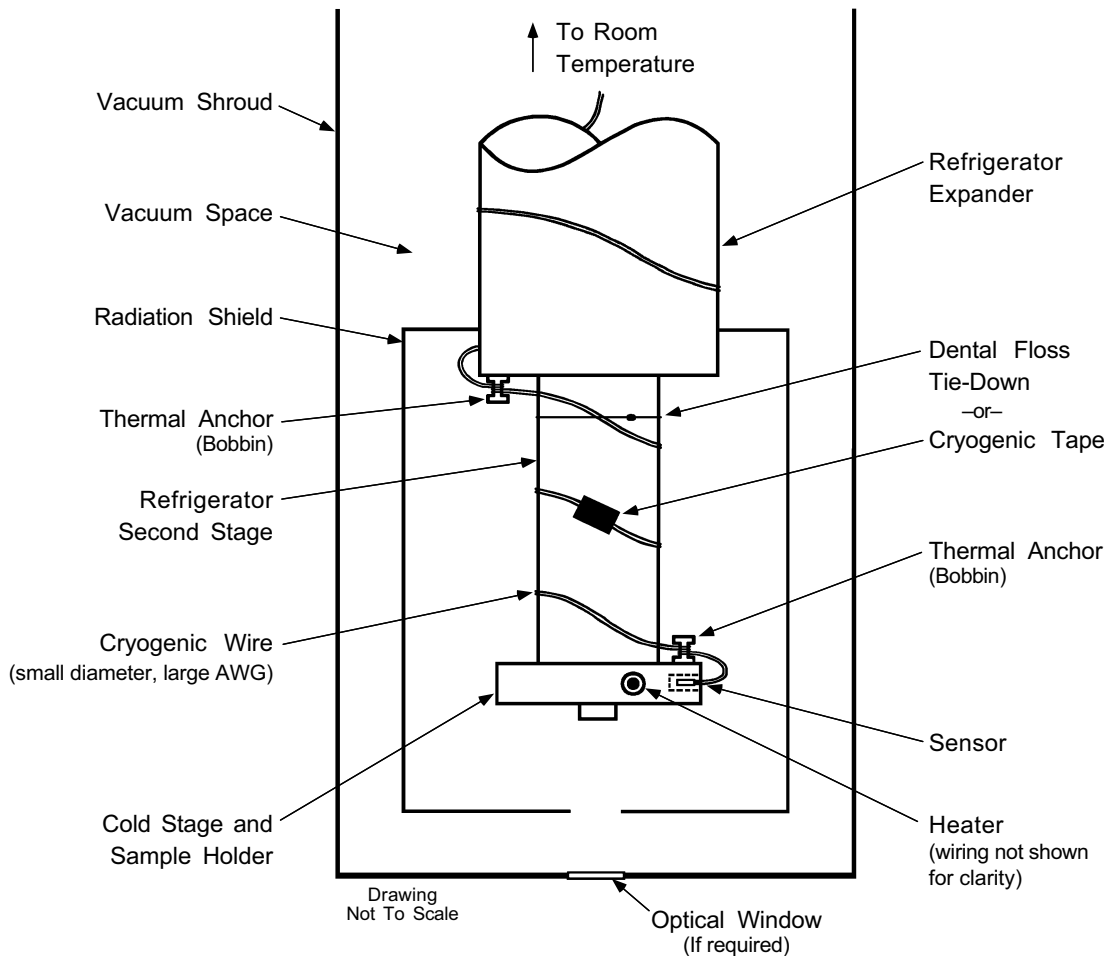 To Room
Temperature
Vacuum Shroud
Vacuum Space
Radiation Shield
Thermal Anchor
(Bobbin)
Refrigerator
Second Stage
Cryogenic Wire
(small diameter, large AWG)
Cold Stage and
Sample Holder
Drawing
Not To Scale
Refrigerator
Expander
Dental Floss
Tie-Down
–or–
Cryogenic Tape
Thermal Anchor
(Bobbin)
Sensor
Heater
(wiring not shown
for clarity)
Optical Window
(If required)